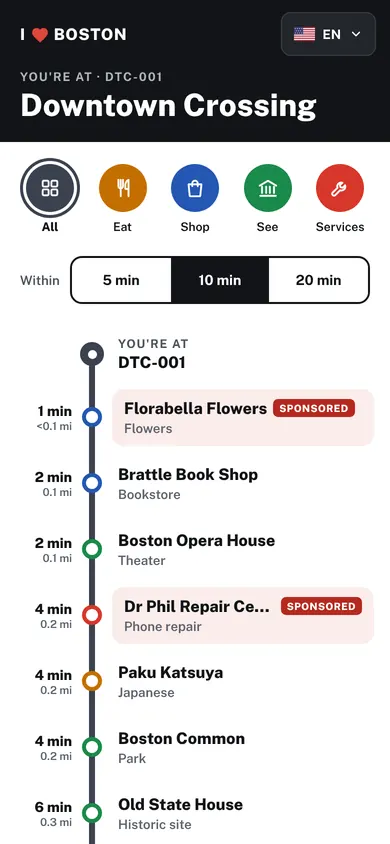 I ❤️ BOSTON
EN
YOU'RE AT · DTC-001
Downtown Crossing
All
Eat
Shop
See
Services
Within
5 min
10 min
20 min
YOU'RE AT
DTC-001
1 min
<0.1 mi
Florabella Flowers SPONSORED
Flowers
2 min
0.1 mi
Brattle Book Shop
Bookstore
2 min
0.1 mi
Boston Opera House
Theater
4 min
0.2 mi
Dr Phil Repair Ce... SPONSORED
Phone repair
4 min
0.2 mi
Paku Katsuya
Japanese
4 min
0.2 mi
Boston Common
Park
6 min
0.3 mi
Old State House
Historic site